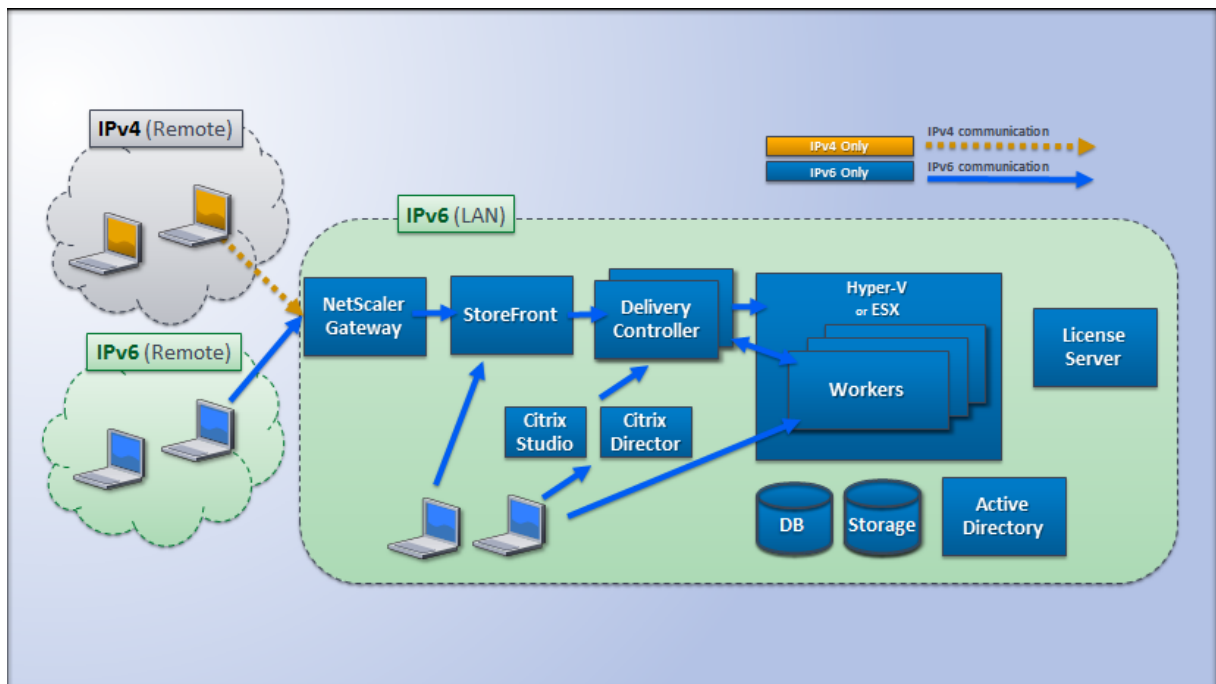 IPv4 (Remote)
IPv4 communication
IPv4 Only
IPv6 communication
IPv6 Only
IPv6 (LAN)
NetScaler
Gateway
StoreFront
Delivery
Controller
Hyper-V
or ESX
Workers
License
Server
IPv6 (Remote)
Citrix
Studio
Citrix
Director
DB
Storage
Active
Directory